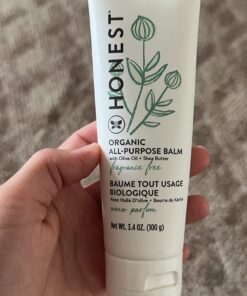 HONEST
ORGANIC
ALL-PURPOSE BALM
with Olive Oil + Shea Butter
fragrance free
BAUME TOUT USAGE
BIOLOGIQUE
Avec Huile D'olive + Beurre de Karité
sans parfum
Net Wt. 3.4 OZ. (100 g)